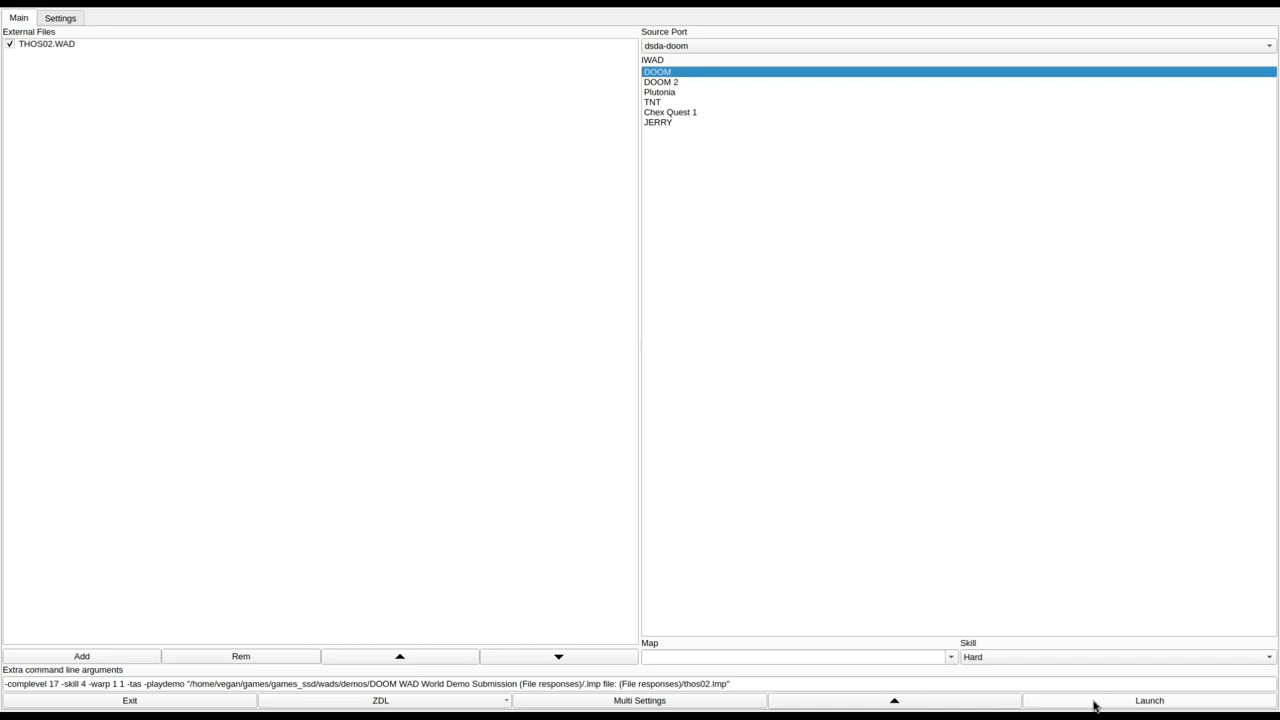 Main
Settings
External Files
THOS02.WAD
Source Port
dsda-doom
IWAD
DOOM
DOOM 2
Plutonia
TNT
Chex Quest 1
JERRY
Map
Skill
Hard
Add
Rem
Extra command line arguments
-complevel 17 -skill 4 -warp 1 1 -tas -playdemo "/home/vegan/games/games_ssd/wads/demos/DOOM WAD World Demo Submission (File responses)/.lmp file: (File responses)/thos02.lmp"
Exit
ZDL
Multi Settings
Launch